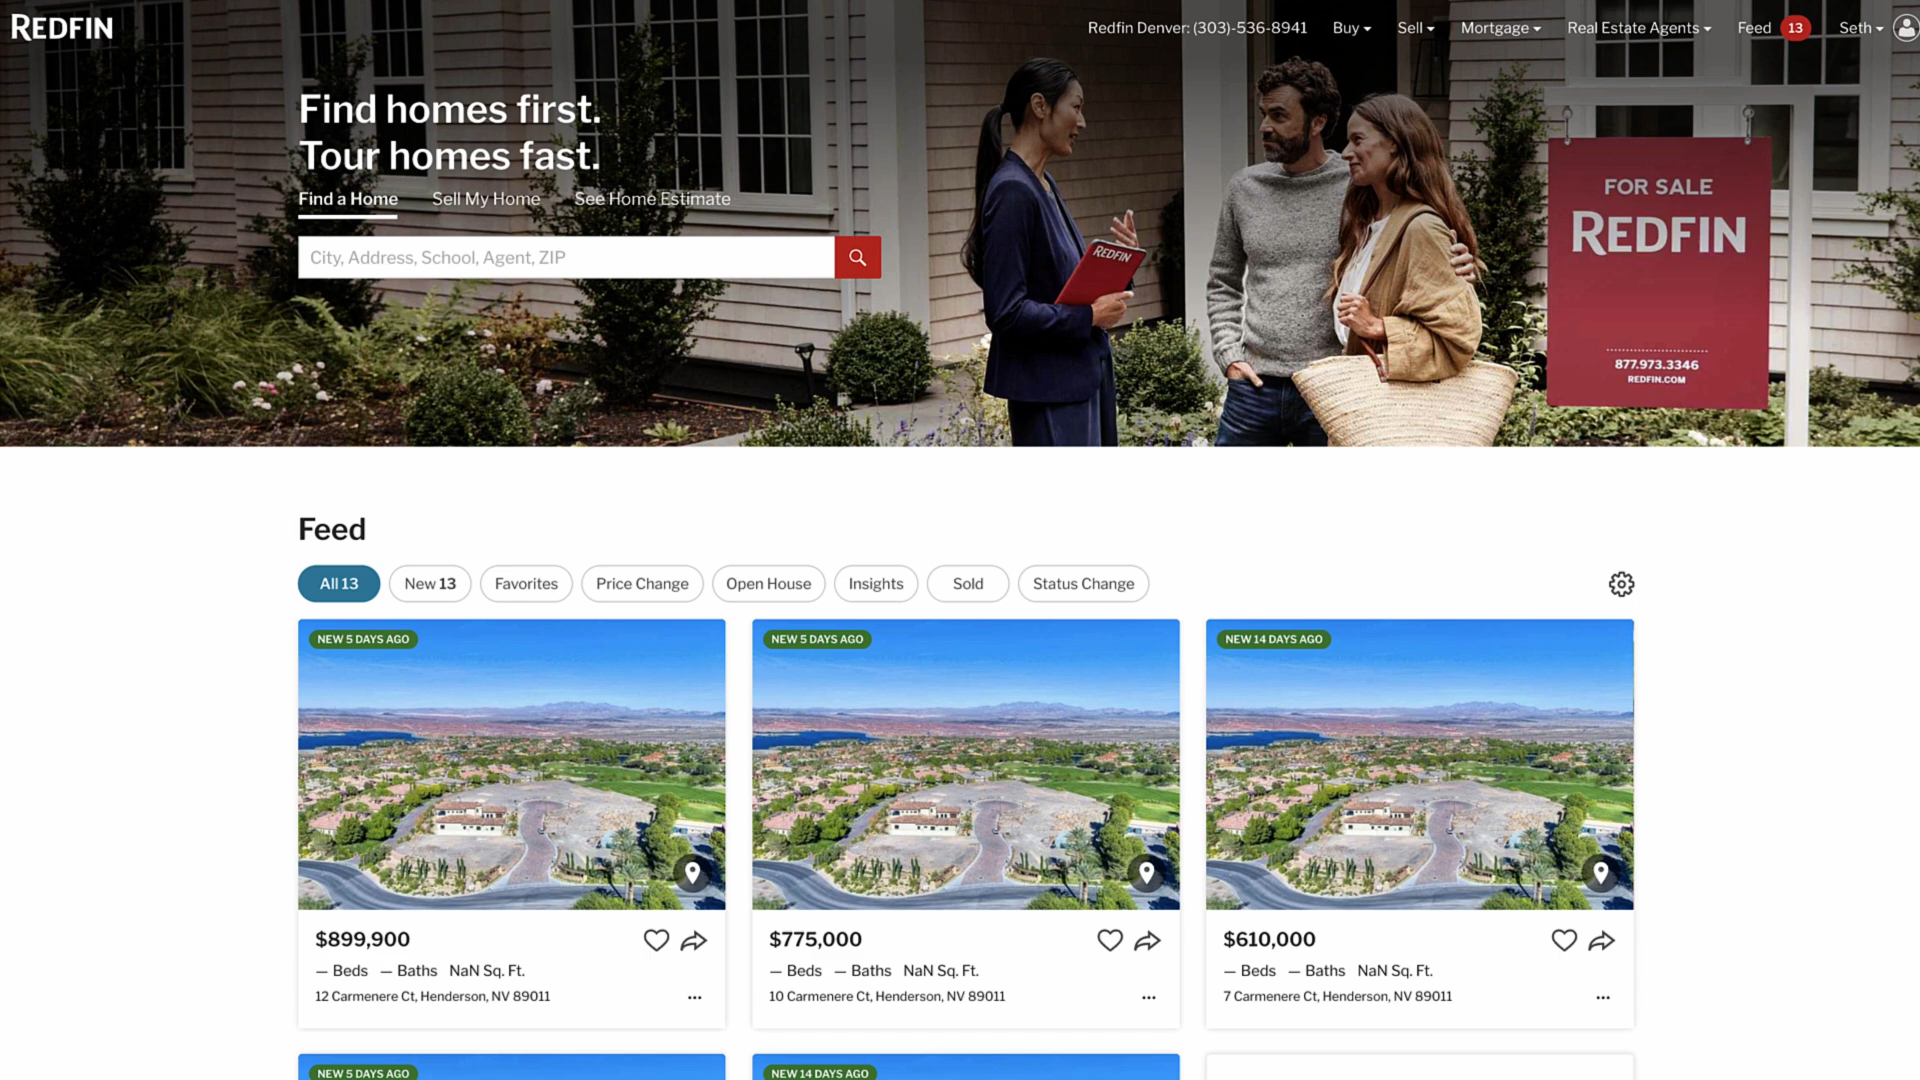 REDFIN
Redfin Denver: (303)-536-8941 Buy Sell Mortgage Real Estate Agents Feed 13 Seth
Find homes first.
Tour homes fast.
Find a Home Sell My Home See Home Estimate
City, Address, School, Agent, ZIP
REDFIN
FOR SALE
REDFIN
877.973.3346
REDFIN.COM
Feed
All 13 New 13 Favorites Price Change Open House Insights Sold Status Change
NEW 5 DAYS AGO NEW 5 DAYS AGO NEW 14 DAYS AGO
$899,900 $775,000 $610,000
— Beds — Baths NaN Sq. Ft. — Beds — Baths NaN Sq. Ft. — Beds — Baths NaN Sq. Ft.
12 Carmenere Ct, Henderson, NV 89011 10 Carmenere Ct, Henderson, NV 89011 7 Carmenere Ct, Henderson, NV 89011
NEW 5 DAYS AGO NEW 14 DAYS AGO